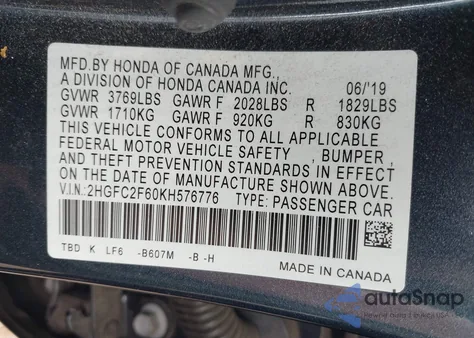 MFD.BY HONDA OF CANADA MFG.,
A DIVISION OF HONDA CANADA INC. 06/'19
GVWR 3769LBS GAWR F 2028LBS R 1829LBS
GVWR 1710KG GAWR F 920KG R 830KG
THIS VEHICLE CONFORMS TO ALL APPLICABLE
FEDERAL MOTOR VEHICLE SAFETY , BUMPER ,
AND THEFT PREVENTION STANDARDS IN EFFECT
ON THE DATE OF MANUFACTURE SHOWN ABOVE.
V.I.N.:2HGFC2F60KH576776 TYPE: PASSENGER CAR
TBD K LF6 -B607M -B -H
MADE IN CANADA
autoSnap